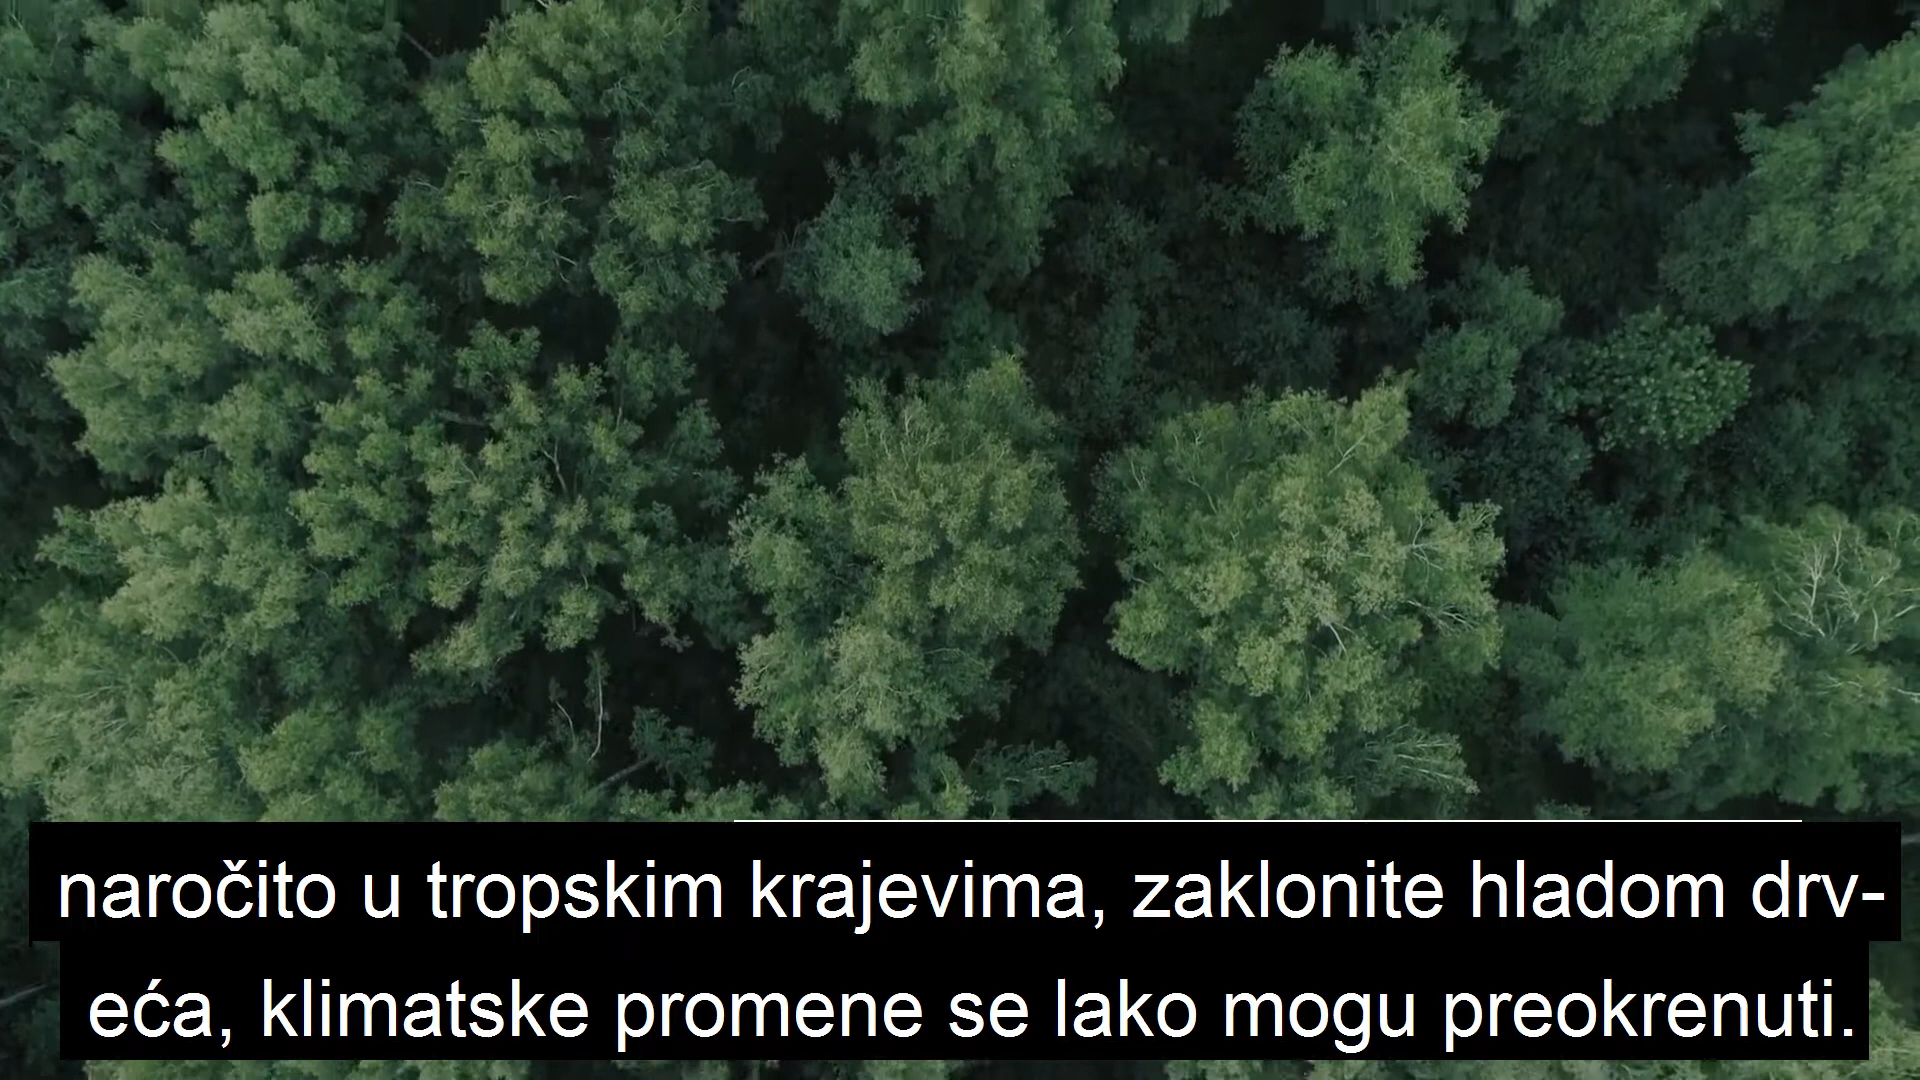 naročito u tropskim krajevima, zaklonite hladom drv-
eća, klimatske promene se lako mogu preokrenuti.